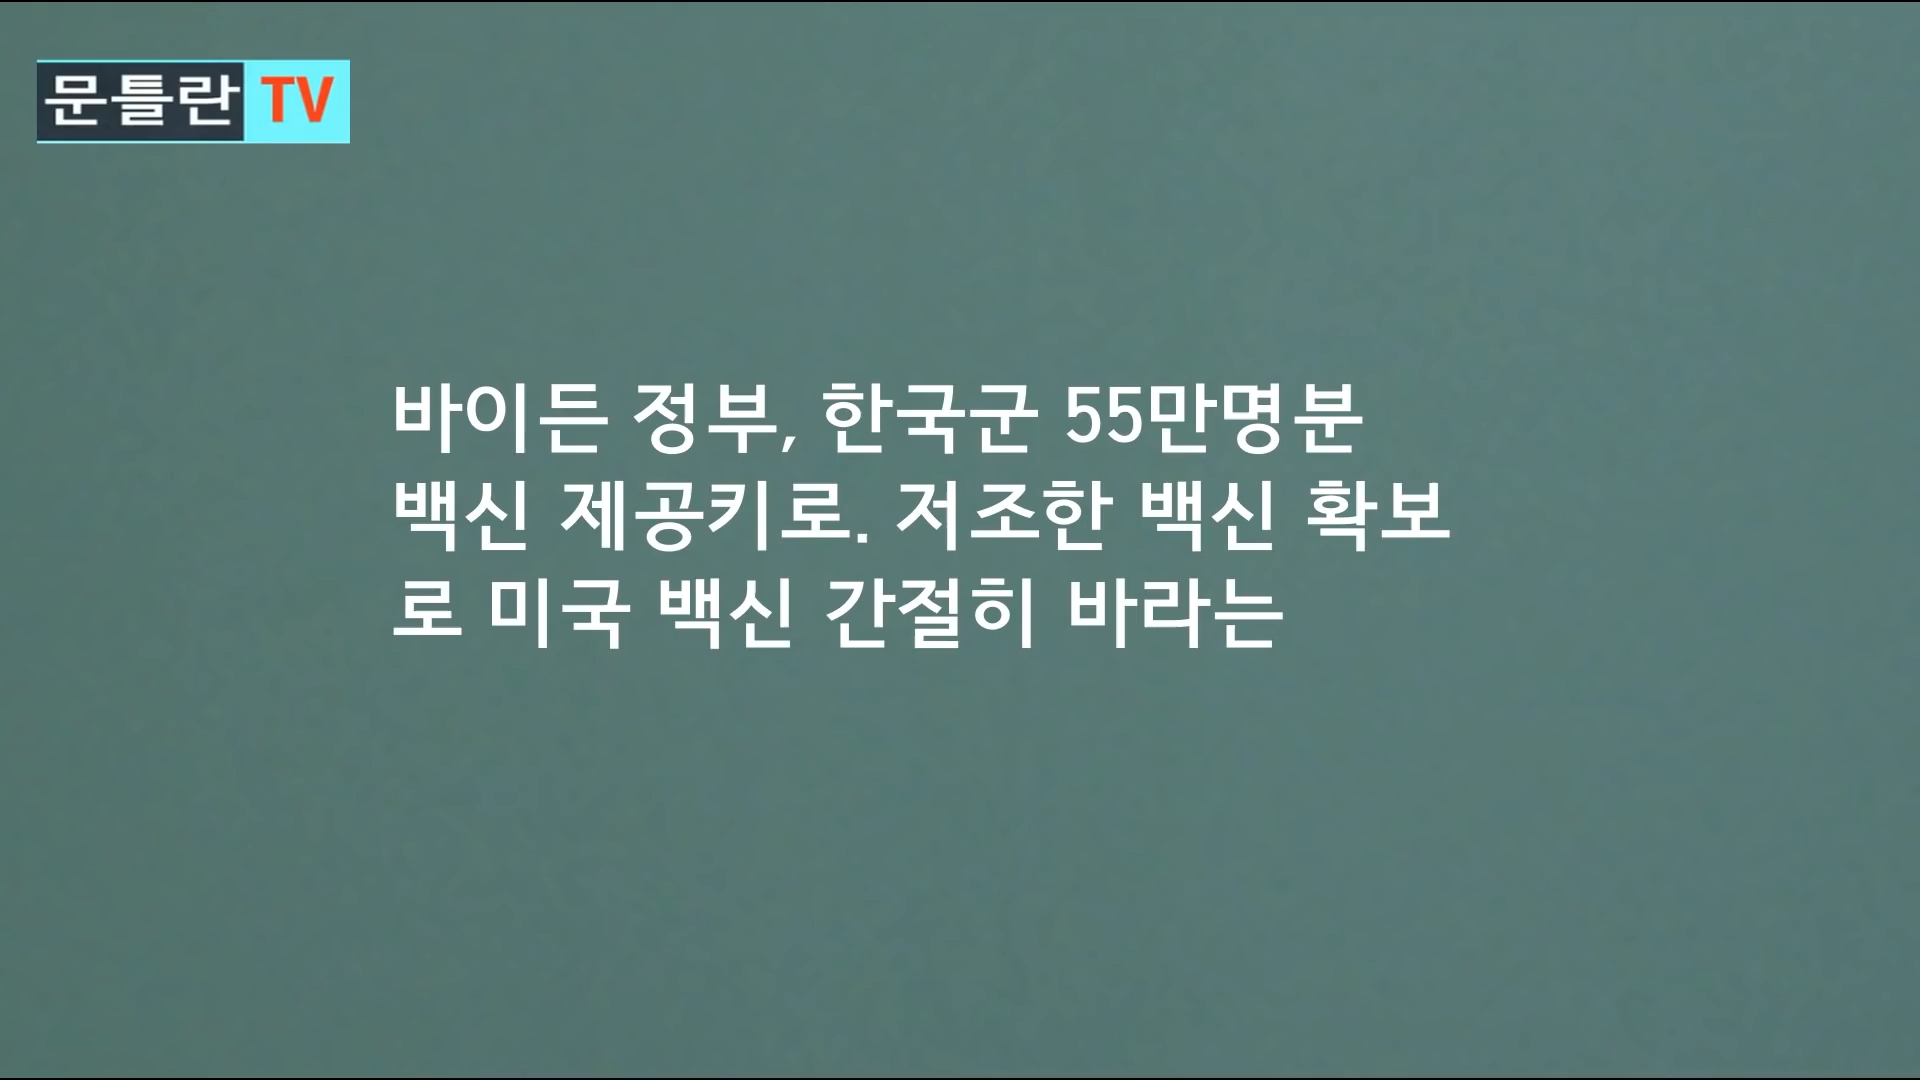 문틀란 TV
바이든 정부, 한국군 55만명분
백신 제공키로. 저조한 백신 확보
로 미국 백신 간절히 바라는